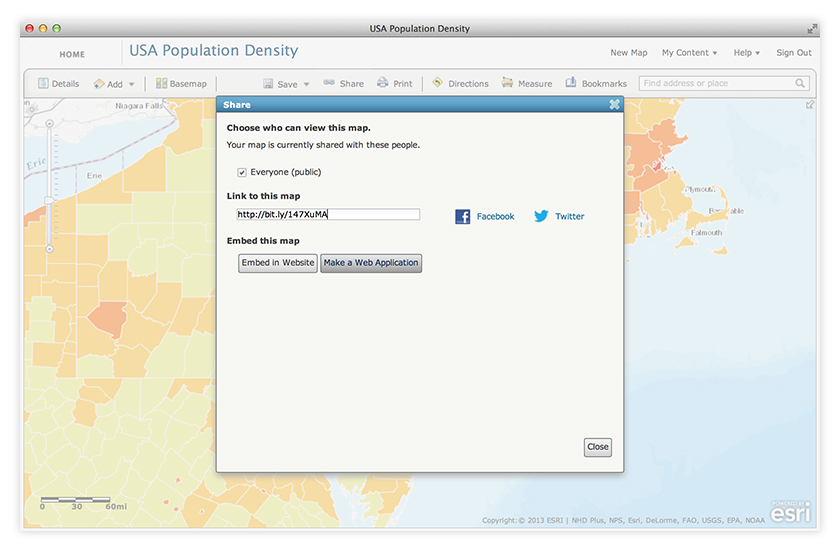 USA Population Density
HOME
USA Population Density
New Map
My Content
Help
Sign Out
Details
Add
Basemap
Save
Share
Print
Directions
Measure
Bookmarks
Find address or place
Share
Choose who can view this map.
Your map is currently shared with these people.
Everyone (public)
Link to this map
http://bit.ly/147XuMA
Facebook
Twitter
Embed this map
Embed in Website
Make a Web Application
Close
Niagara Falls
Erie
Erie
Plymouth
Falmouth
0 30 60mi
Copyright:© 2013 ESRI | NHD Plus, NPS, Esri, DeLorme, FAO, USGS, EPA, NOAA
POWERED BY
esri